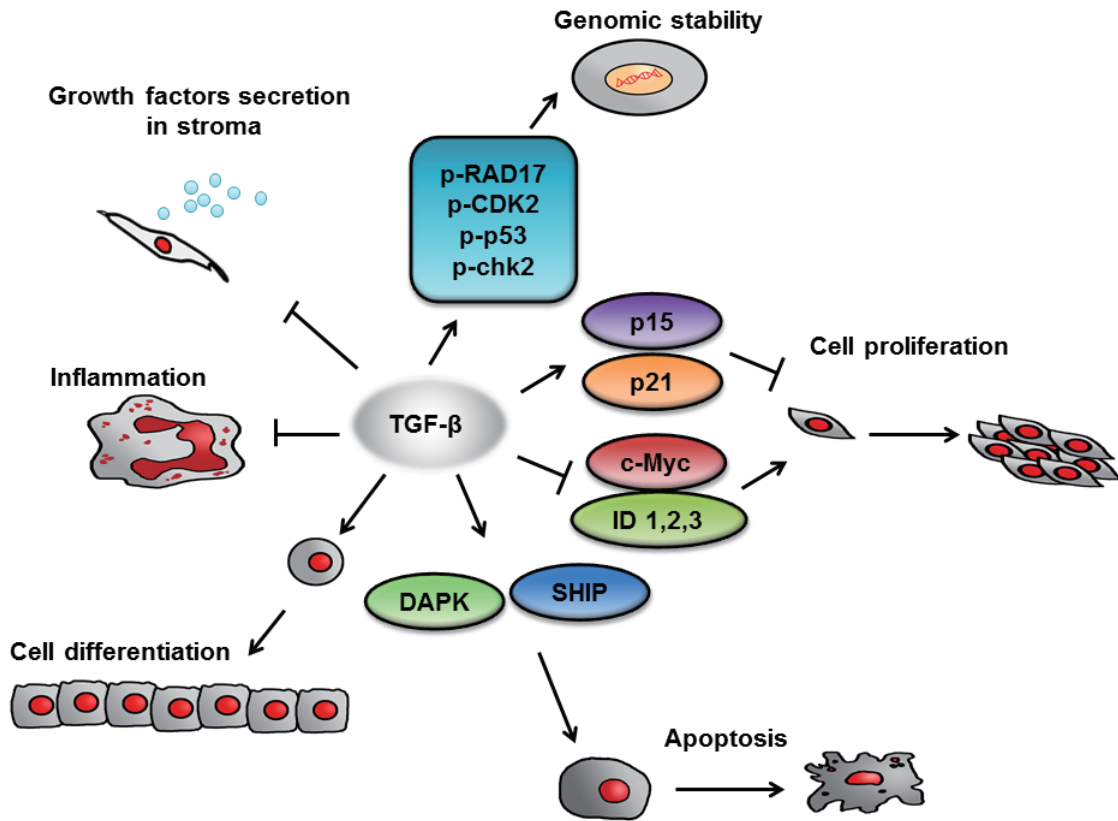 Genomic stability
Growth factors secretion
in stroma
p-RAD17
p-CDK2
p-p53
p-chk2
p15
Cell proliferation
p21
Inflammation
TGF-β
c-Myc
ID 1,2,3
DAPK
SHIP
Cell differentiation
Apoptosis